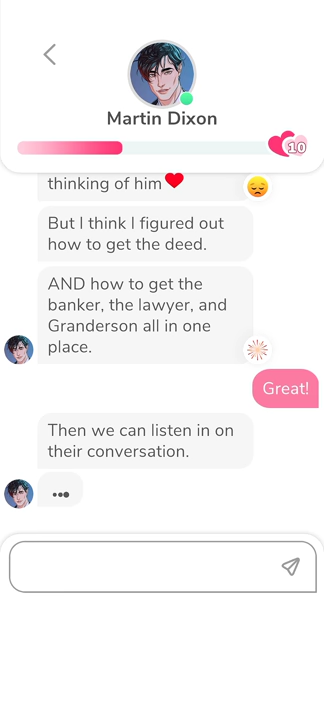 Martin Dixon
10
thinking of him❤️
But I think I figured out
how to get the deed.
AND how to get the
banker, the lawyer, and
Granderson all in one
place.
Great!
Then we can listen in on
their conversation.